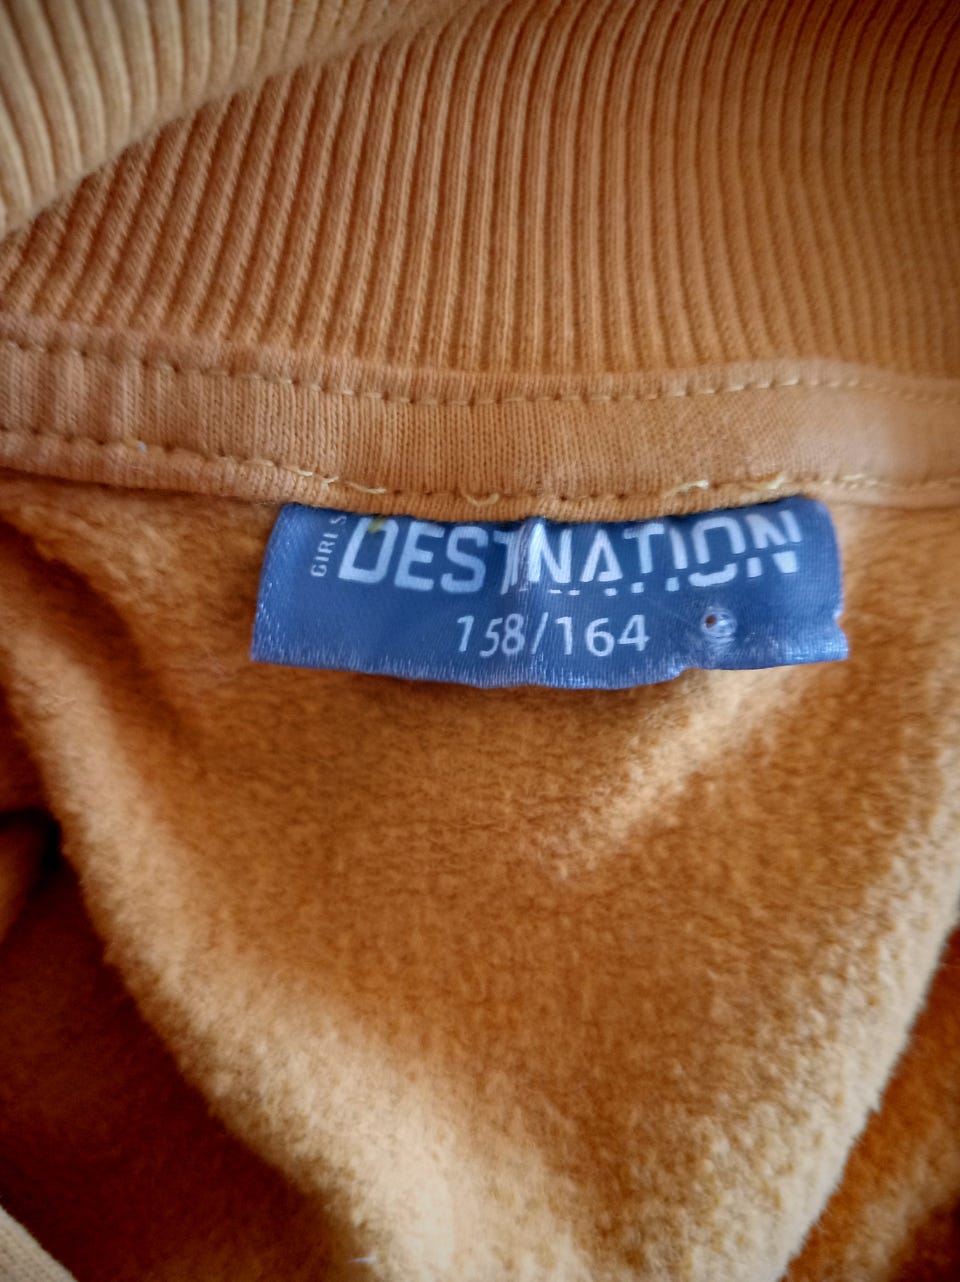 GIRLS
DESTINATION
158/164